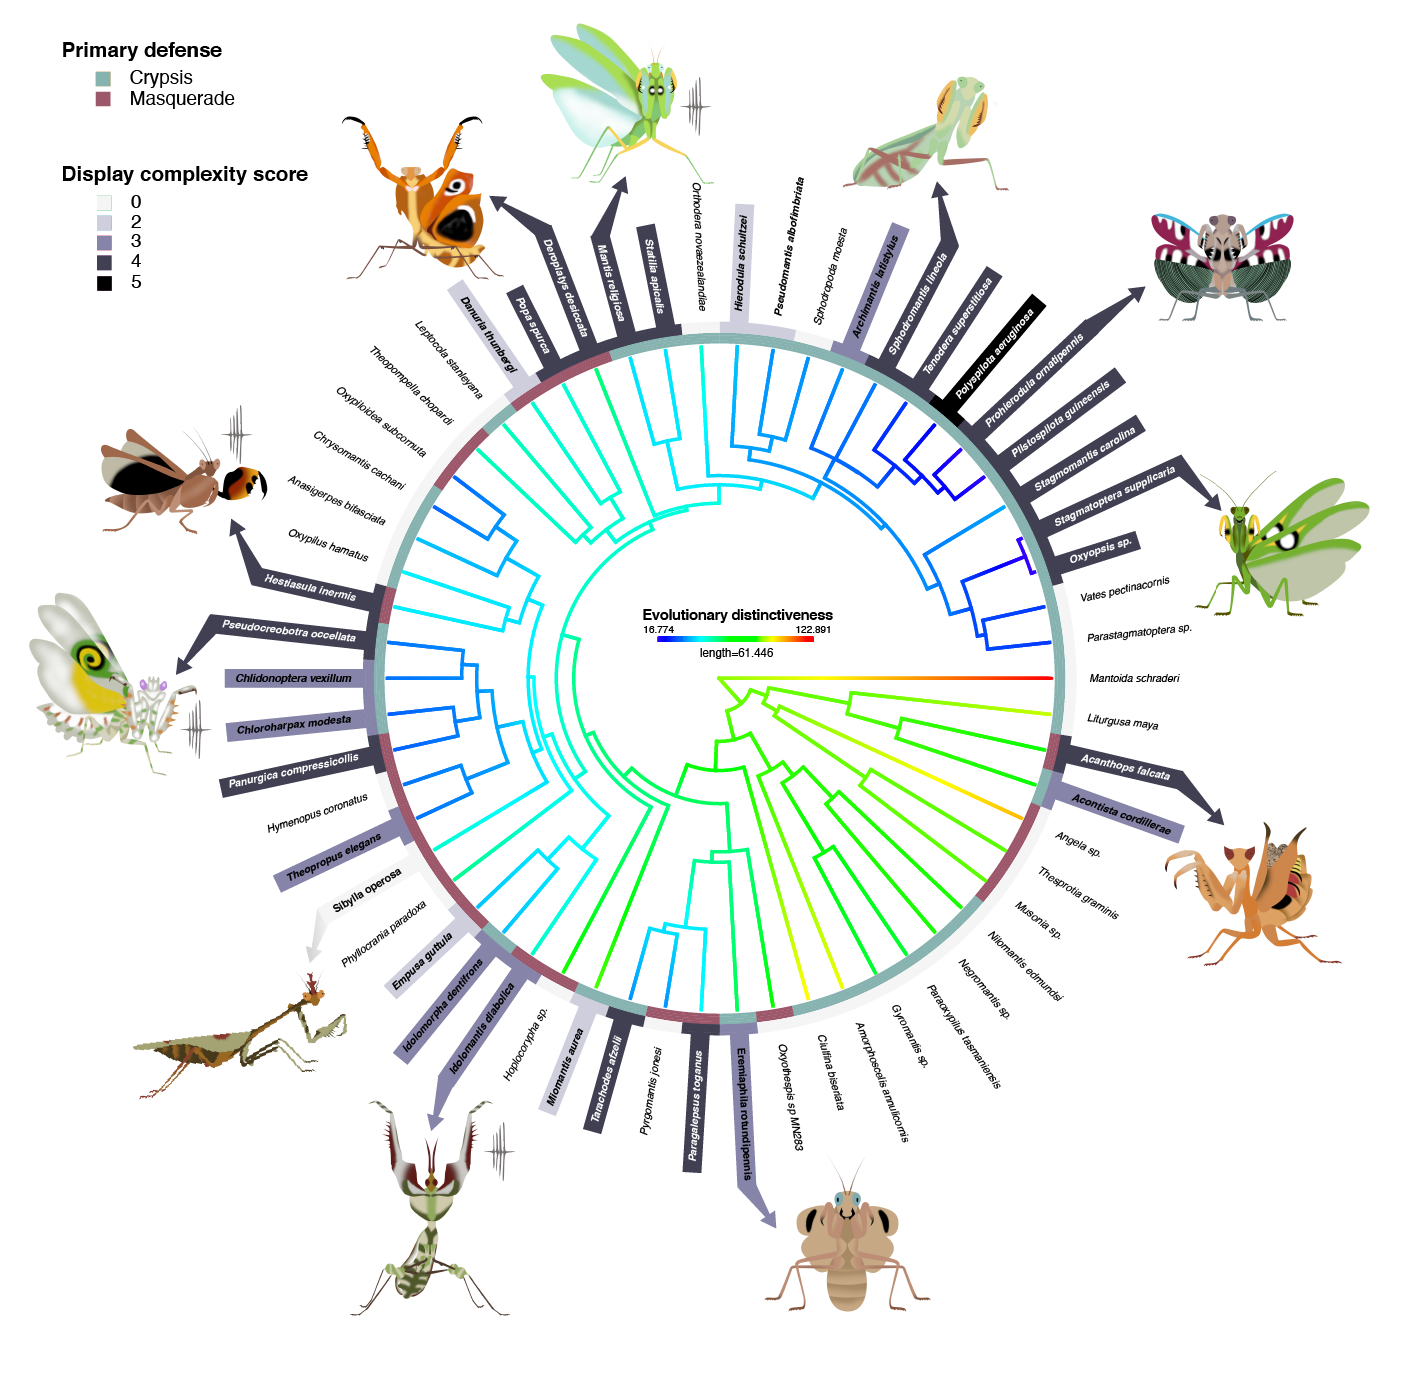 Primary defense
Crypsis
Masquerade
Display complexity score
0
2
3
4
5
Evolutionary distinctiveness
16.774 122.891
length=61.446
Orthodera novaezealandiae
Hierodula schultzei
Pseudomantis albofimbriata
Sphodropoda moesta
Archimantis latistylus
Sphodromantis lineola
Tenodera superstitiosa
Polyspilota aeruginosa
Prohierodula ornatipennis
Plistospilota guineensis
Stagmomantis carolina
Stagmatoptera supplicaria
Oxyopsis sp.
Vates pectinacornis
Parastagmatoptera sp.
Mantoida schraderi
Liturgusa maya
Acanthops falcata
Acontista cordillerae
Angela sp.
Thesprotia graminis
Musonia sp.
Nilomantis edmundsi
Negromantis sp.
Paraoxypilus tasmaniensis
Gyromantis sp.
Amorphoscelis annulicornis
Ciulfina biseriata
Oxyothespis sp MN283
Eremiaphila rotundipennis
Paragalepsus toganus
Pyrgomantis jonesi
Tarachodes afzelii
Miomantis aurea
Hoplocorypha sp.
Idolomantis diabolica
Idolomorpha dentifrons
Empusa guttula
Phyllocrania paradoxa
Sibylla operosa
Theopropus elegans
Hymenopus coronatus
Panurgica compressicollis
Chloroharpax modesta
Chlidonoptera vexillum
Pseudocreobotra occellata
Hestiasula inermis
Oxypilus hamatus
Anasigerpes bifasciata
Chrysomantis cachani
Oxypiloidea subcornuta
Theopompella chopardi
Leptocola stanleyana
Danuria thunbergi
Popa spurca
Deroplatys desiccata
Mantis religiosa
Statilia apicalis